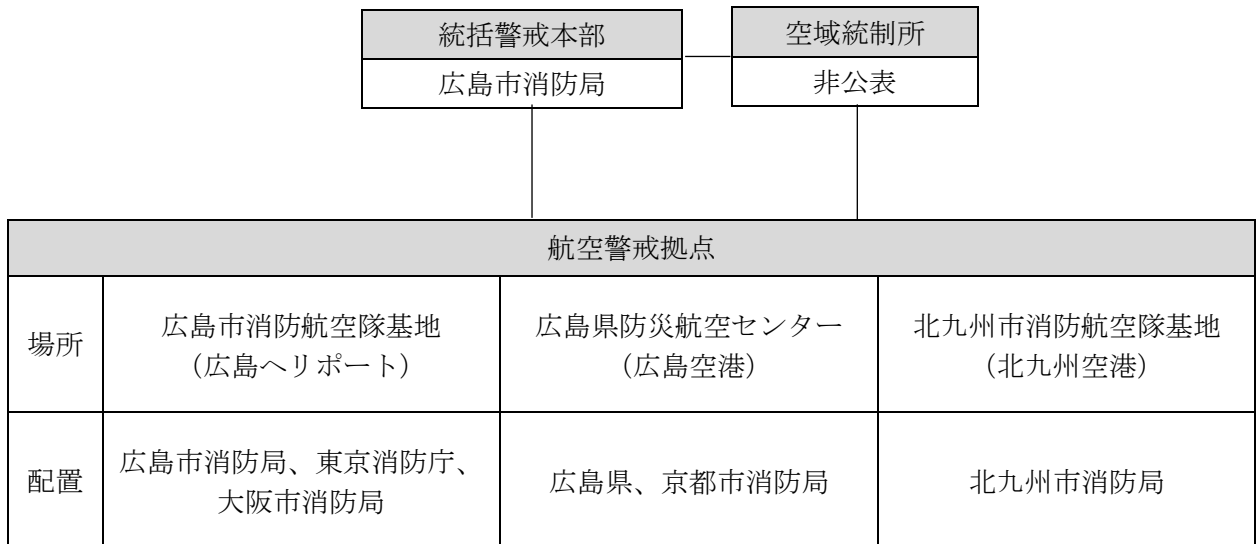 統括警戒本部
広島市消防局
空域統制所
非公表
航空警戒拠点
場所
広島市消防航空隊基地
（広島ヘリポート）
広島県防災航空センター
（広島空港）
北九州市消防航空隊基地
（北九州空港）
配置
広島市消防局、東京消防庁、
大阪市消防局
広島県、京都市消防局
北九州市消防局